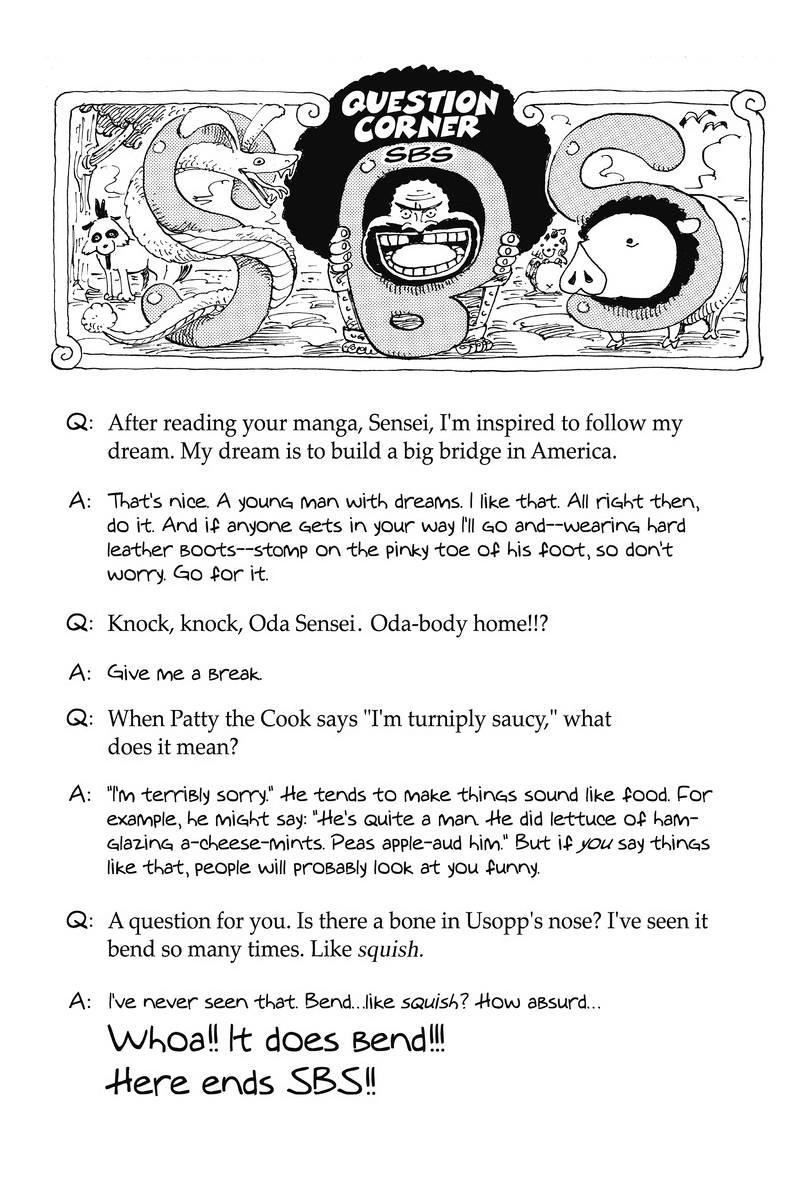 QUESTION
CORNER
SBS
SBS
Q: After reading your manga, Sensei, I'm inspired to follow my
dream. My dream is to build a big bridge in America.
A: That's nice. A young man with dreams. I like that. All right then,
do it. And if anyone gets in your way I'll go and--wearing hard
leather boots--stomp on the pinky toe of his foot, so don't
worry. Go for it.
Q: Knock, knock, Oda Sensei. Oda-body home!!?
A: Give me a break.
Q: When Patty the Cook says "I'm turniply saucy," what
does it mean?
A: "I'm terribly sorry." He tends to make things sound like food. For
example, he might say: "He's quite a man. He did lettuce of ham-
glazing a-cheese-mints. Peas apple-aud him." But if you say things
like that, people will probably look at you funny.
Q: A question for you. Is there a bone in Usopp's nose? I've seen it
bend so many times. Like squish.
A: I've never seen that. Bend...like squish? How absurd...
Whoa!! It does bend!!!
Here ends SBS!!